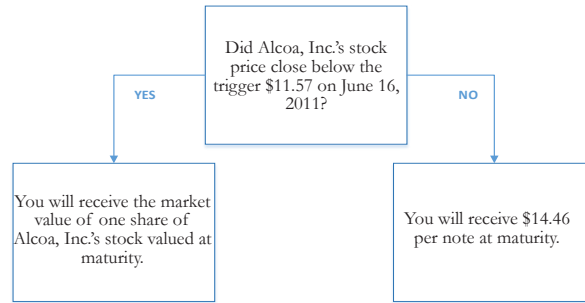 Did Alcoa, Inc.'s stock
price close below the
trigger $11.57 on June 16,
2011?
YES
NO
You will receive the market
value of one share of
Alcoa, Inc.'s stock valued at
maturity.
You will receive $14.46
per note at maturity.